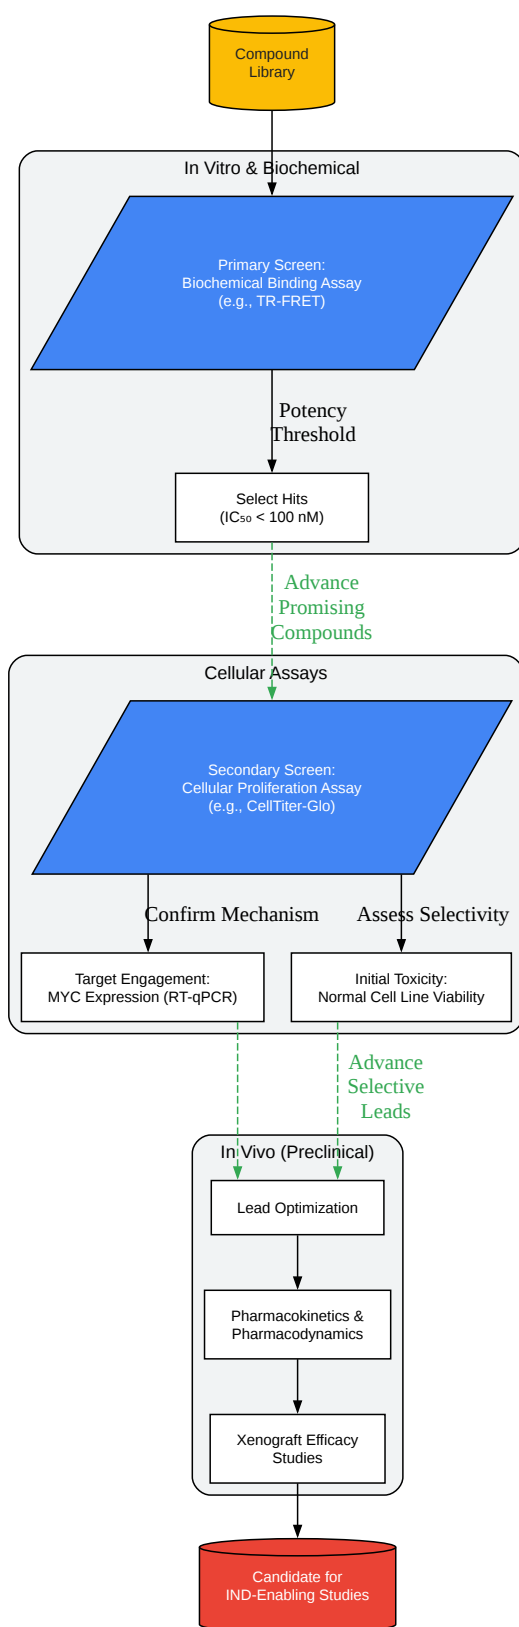 Compound
Library
In Vitro & Biochemical
Primary Screen:
Biochemical Binding Assay
(e.g., TR-FRET)
Potency
Threshold
Select Hits
(IC₅₀ < 100 nM)
Advance
Promising
Compounds
Cellular Assays
Secondary Screen:
Cellular Proliferation Assay
(e.g., CellTiter-Glo)
Confirm Mechanism
Assess Selectivity
Target Engagement:
MYC Expression (RT-qPCR)
Initial Toxicity:
Normal Cell Line Viability
Advance
Selective
Leads
In Vivo (Preclinical)
Lead Optimization
Pharmacokinetics &
Pharmacodynamics
Xenograft Efficacy
Studies
Candidate for
IND-Enabling Studies